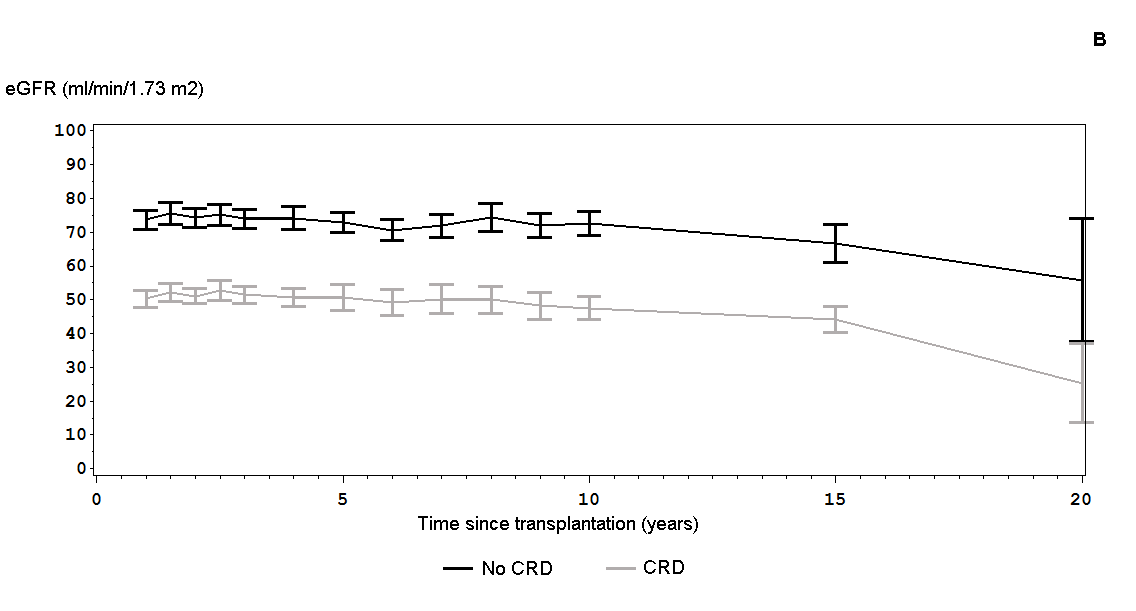 B
eGFR (ml/min/1.73 m2)
100
90
80
70
60
50
40
30
20
10
0
0 5 10 15 20
Time since transplantation (years)
No CRD CRD